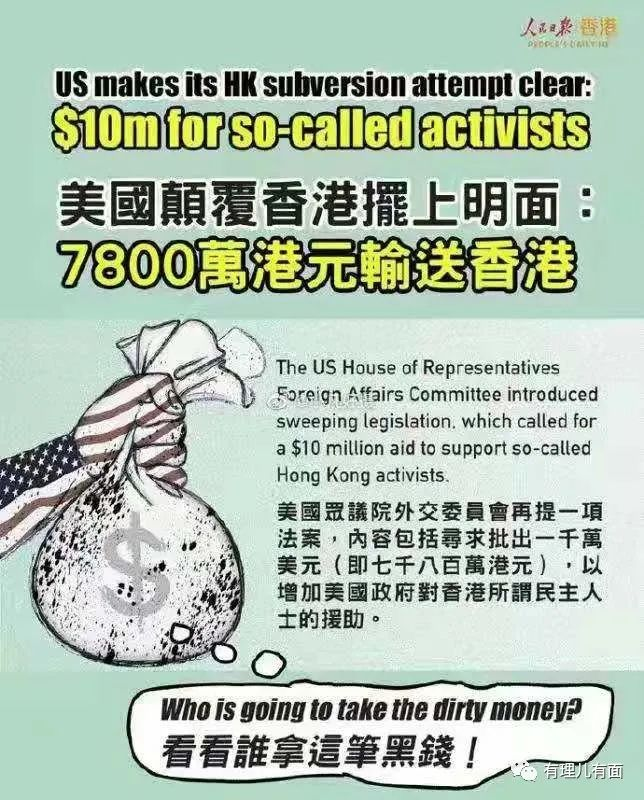 人民日報 香港
PEOPLE'S DAILY HK
US makes its HK subversion attempt clear:
$10m for so-called activists
美國顛覆香港擺上明面：
7800萬港元輸送香港
The US House of Representatives
Foreign Affairs Committee introduced
sweeping legislation, which called for
a $10 million aid to support so-called
Hong Kong activists.
美國眾議院外交委員會再提一項
法案，內容包括尋求批出一千萬
美元（即七千八百萬港元），以
增加美國政府對香港所謂民主人
士的援助。
$
Who is going to take the dirty money?
看看誰拿這筆黑錢！
有理儿有面